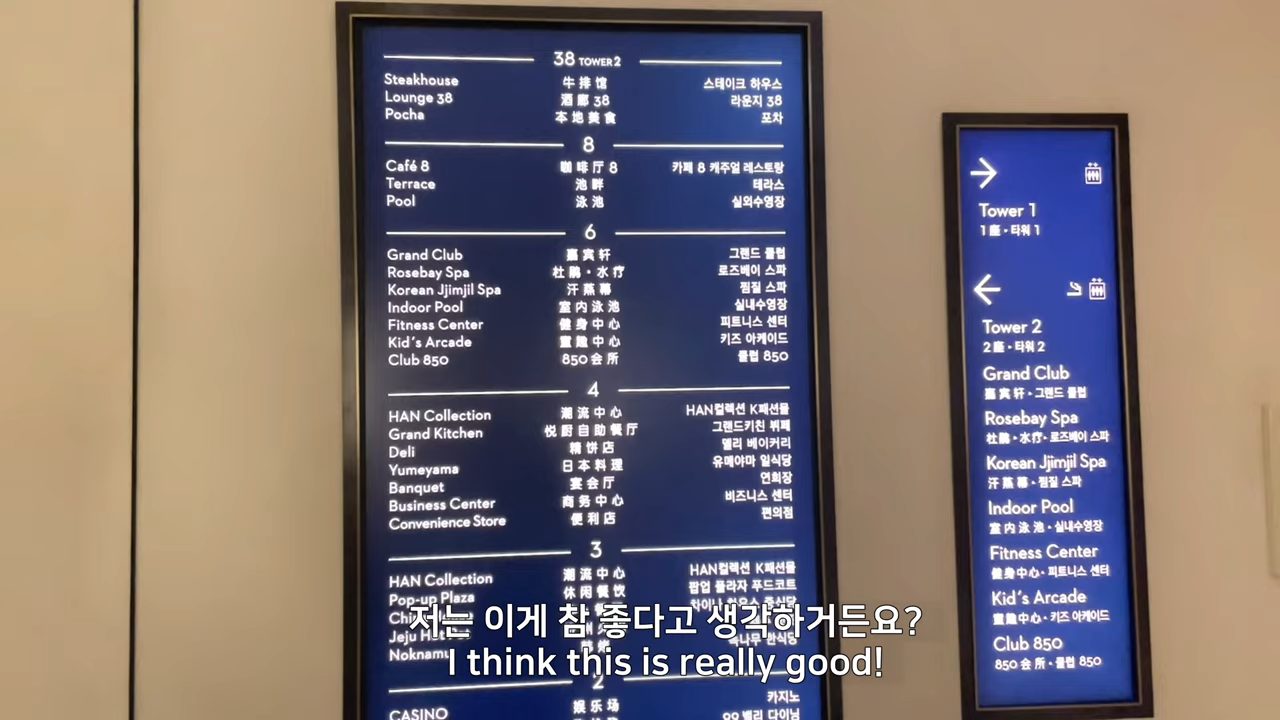 38 TOWER 2
Steakhouse 牛排馆 스테이크 하우스
Lounge 38 酒廊 38 라운지 38
Pocha 本地美食 포차
8
Café 8 咖啡厅 8 카페 8 캐주얼 레스토랑
Terrace 池畔 테라스
Pool 泳池 실외수영장
6
Grand Club 嘉宾轩 그랜드 클럽
Rosebay Spa 杜鹃·水疗 로즈베이 스파
Korean Jjimjil Spa 汗蒸幕 찜질 스파
Indoor Pool 室内泳池 실내수영장
Fitness Center 健身中心 피트니스 센터
Kid's Arcade 童趣中心 키즈 아케이드
Club 850 850会所 클럽 850
4
HAN Collection 潮流中心 HAN컬렉션 K패션몰
Grand Kitchen 悦厨自助餐厅 그랜드키친 뷔페
Deli 精饼店 델리 베이커리
Yumeyama 日本料理 유메야마 일식당
Banquet 宴会厅 연회장
Business Center 商务中心 비즈니스 센터
Convenience Store 便利店 편의점
3
HAN Collection 潮流中心 HAN컬렉션 K패션몰
Pop-up Plaza 休闲餐饮 팝업 플라자 푸드코트
Jeju
Noknamu 한식당
2
CASINO 娱乐场 카지노
99 밸리 다이닝
Tower 1
1座·타워 1
Tower 2
2座·타워 2
Grand Club
嘉宾轩·그랜드 클럽
Rosebay Spa
杜鹃·水疗·로즈베이 스파
Korean Jjimjil Spa
汗蒸幕·찜질 스파
Indoor Pool
室内泳池·실내수영장
Fitness Center
健身中心·피트니스 센터
Kid's Arcade
童趣中心·키즈 아케이드
Club 850
850会所·클럽 850
저는 이게 참 좋다고 생각하거든요?
I think this is really good!